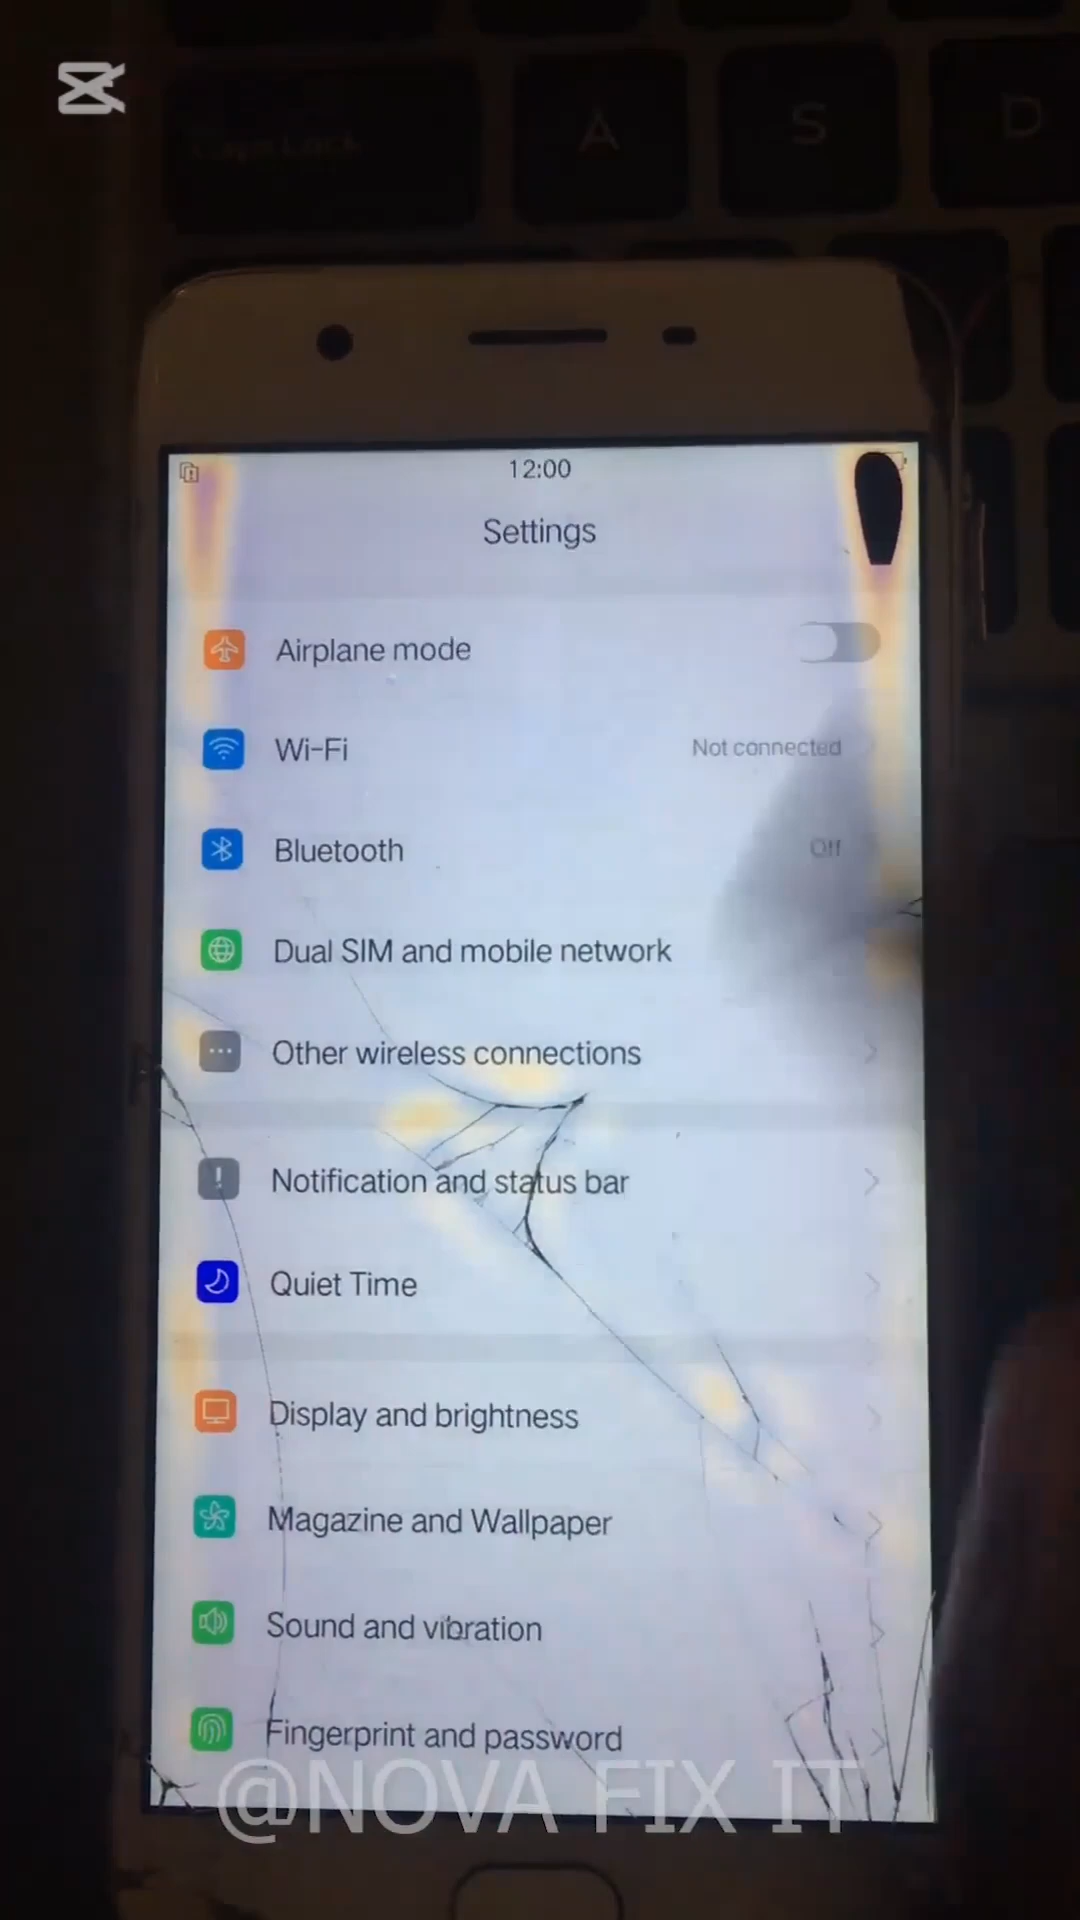 Caps Lock
A S D
12:00
Settings
Airplane mode
Wi-Fi Not connected
Bluetooth Off
Dual SIM and mobile network
Other wireless connections
Notification and status bar
Quiet Time
Display and brightness
Magazine and Wallpaper
Sound and vibration
Fingerprint and password
@NOVA FIX IT